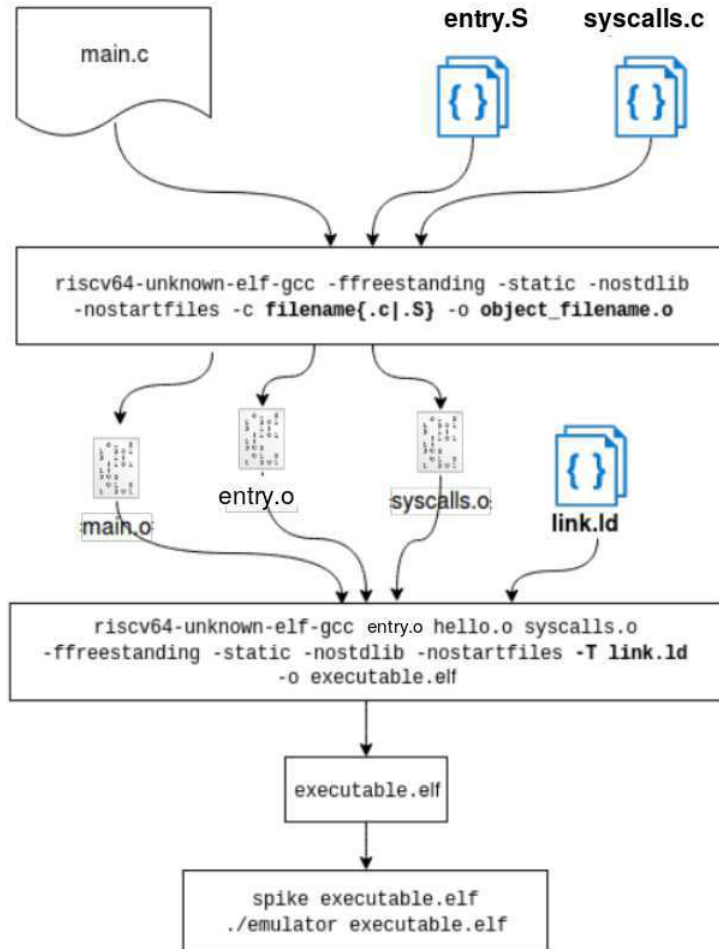 main.c
entry.S
syscalls.c
{ }
{ }
riscv64-unknown-elf-gcc -ffreestanding -static -nostdlib
-nostartfiles -c filename{.c|.S} -o object_filename.o
main.o
entry.o
syscalls.o
{ }
link.ld
riscv64-unknown-elf-gcc entry.o hello.o syscalls.o
-ffreestanding -static -nostdlib -nostartfiles -T link.ld
-o executable.elf
executable.elf
spike executable.elf
./emulator executable.elf